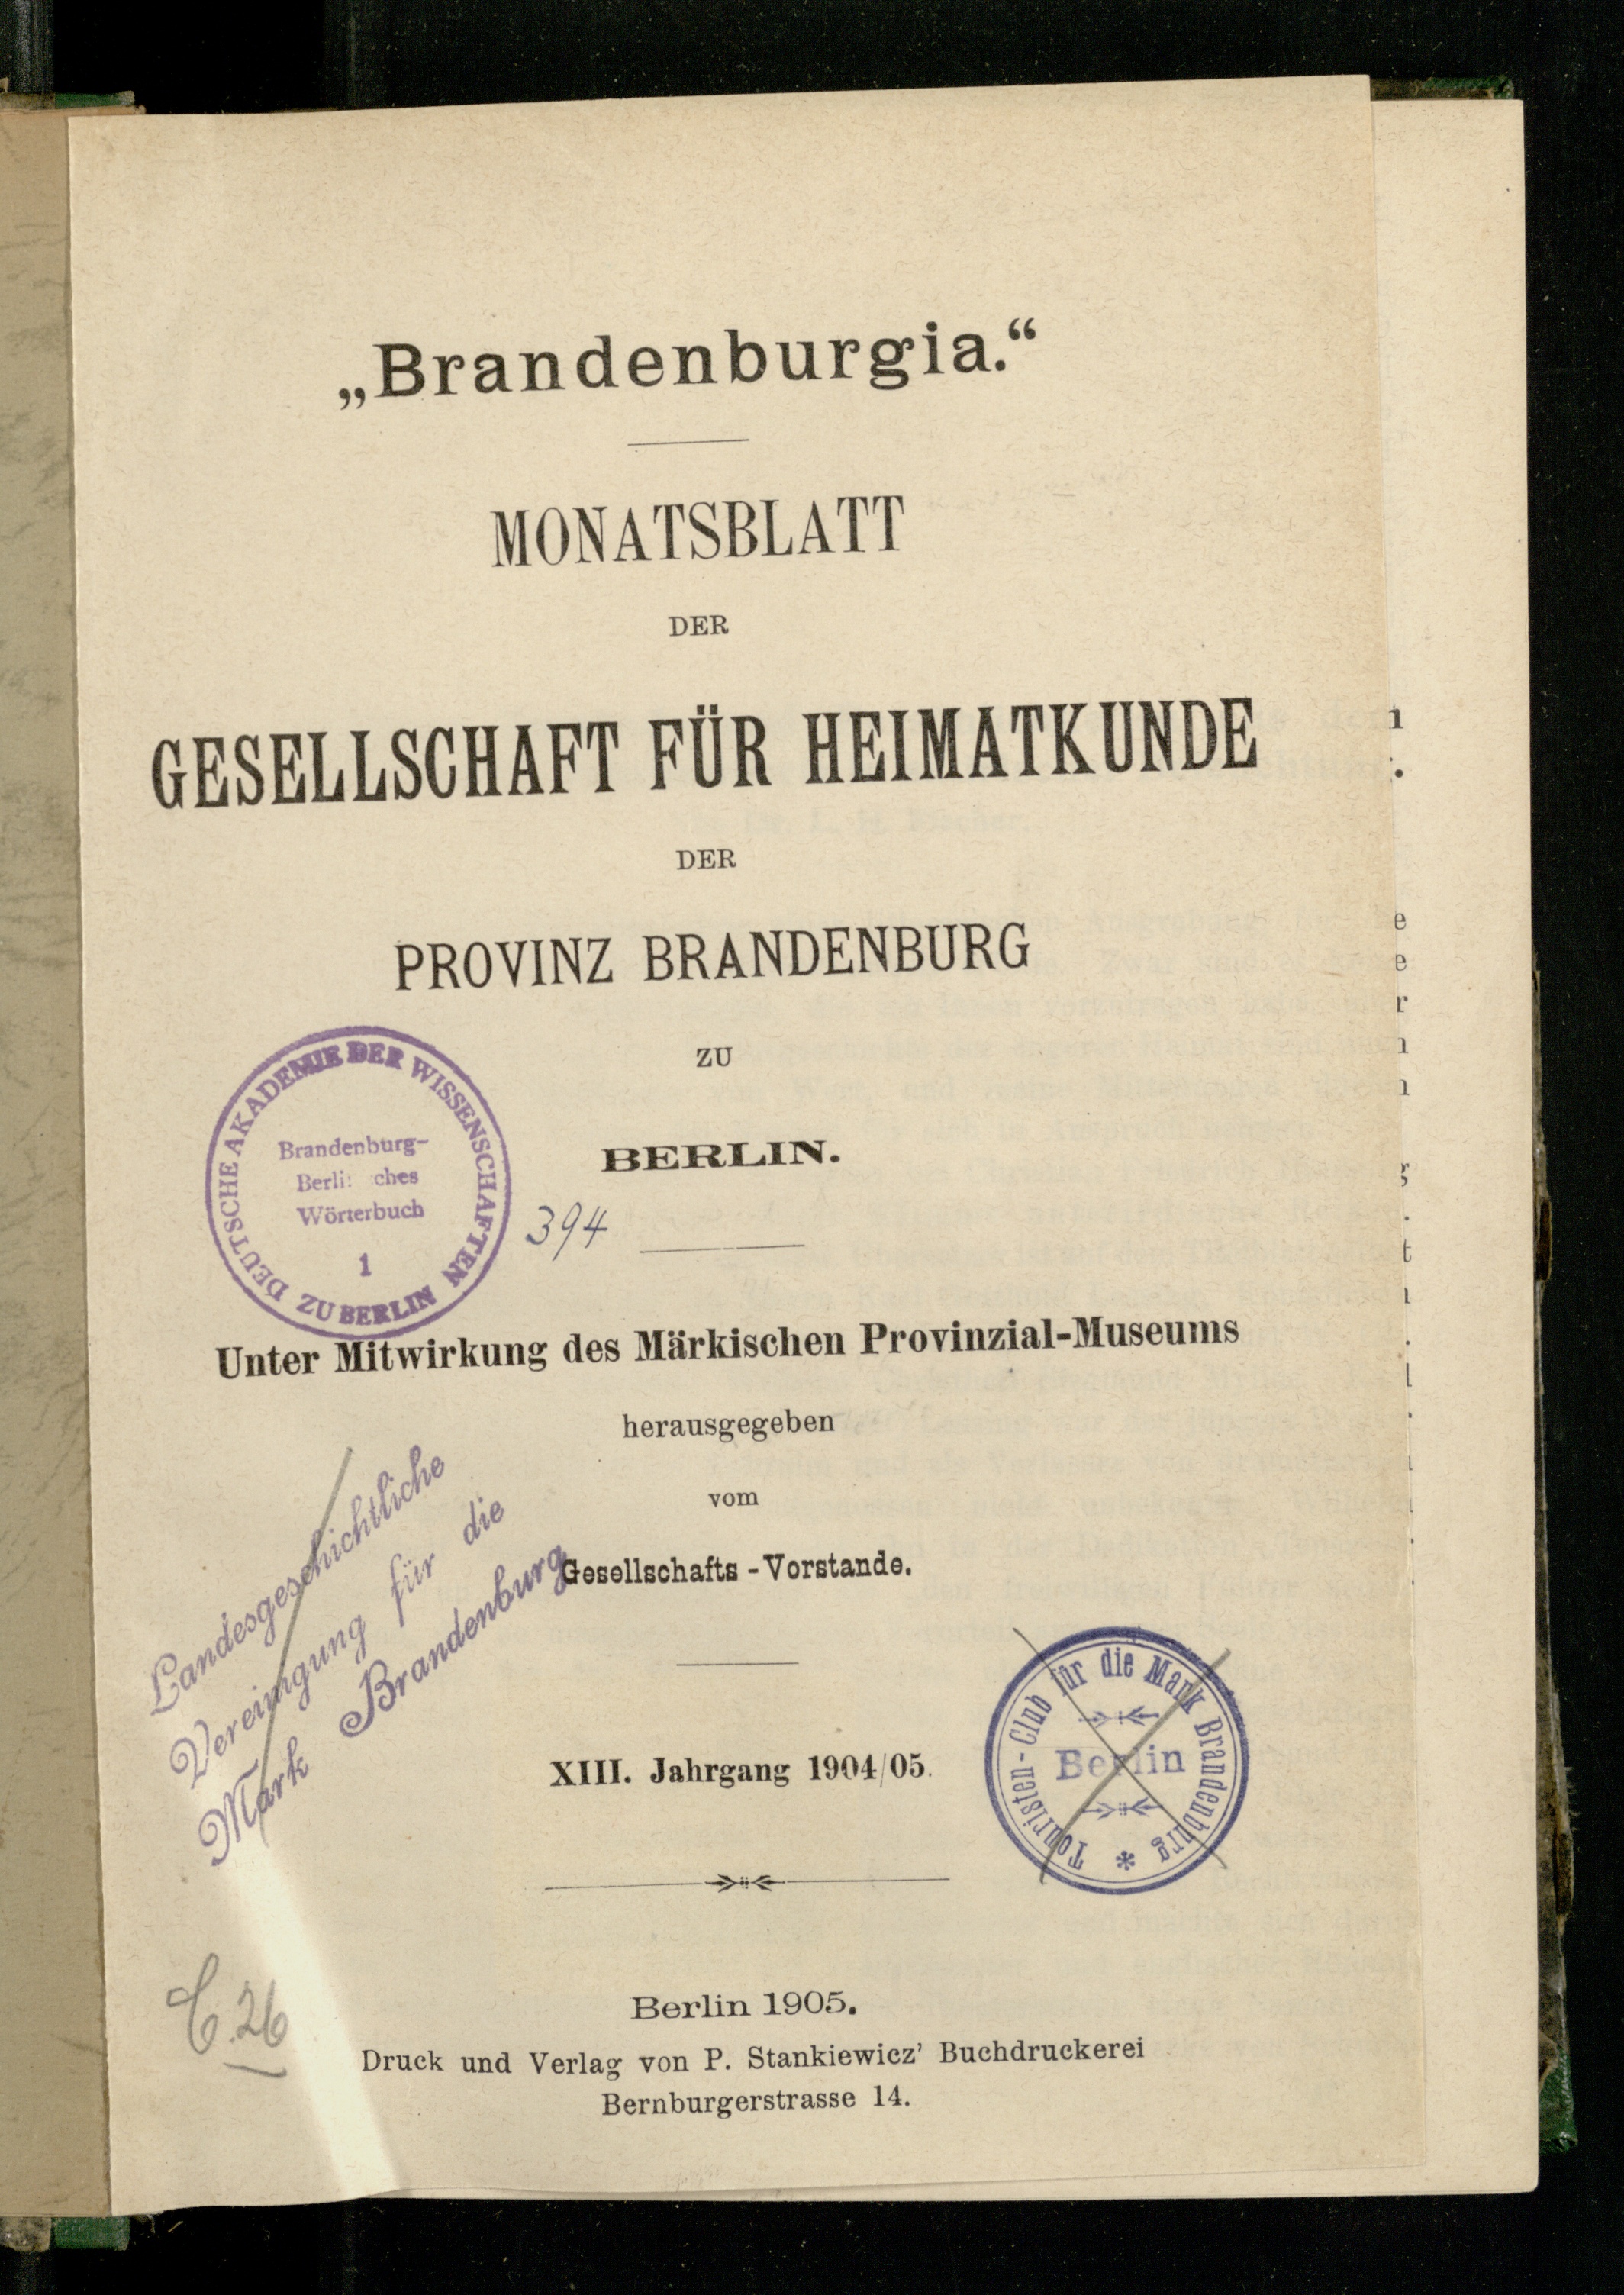 „Brandenburgia.“
MONATSBLATT
DER
GESELLSCHAFT FÜR HEIMATKUNDE
DER
PROVINZ BRANDENBURG
ZU
BERLIN.
DEUTSCHE AKADEMIE DER WISSENSCHAFTEN
ZU BERLIN
Brandenburg-
Berli ches
Wörterbuch
1
394
Unter Mitwirkung des Märkischen Provinzial-Museums
herausgegeben
vom
Gesellschafts-Vorstande.
Landesgeschichtliche
Vereinigung für die
Mark Brandenburg
XIII. Jahrgang 1904/05.
Touristen-Club für die Mark Brandenburg *
Berlin
C.26
Berlin 1905.
Druck und Verlag von P. Stankiewicz’ Buchdruckerei
Bernburgerstrasse 14.